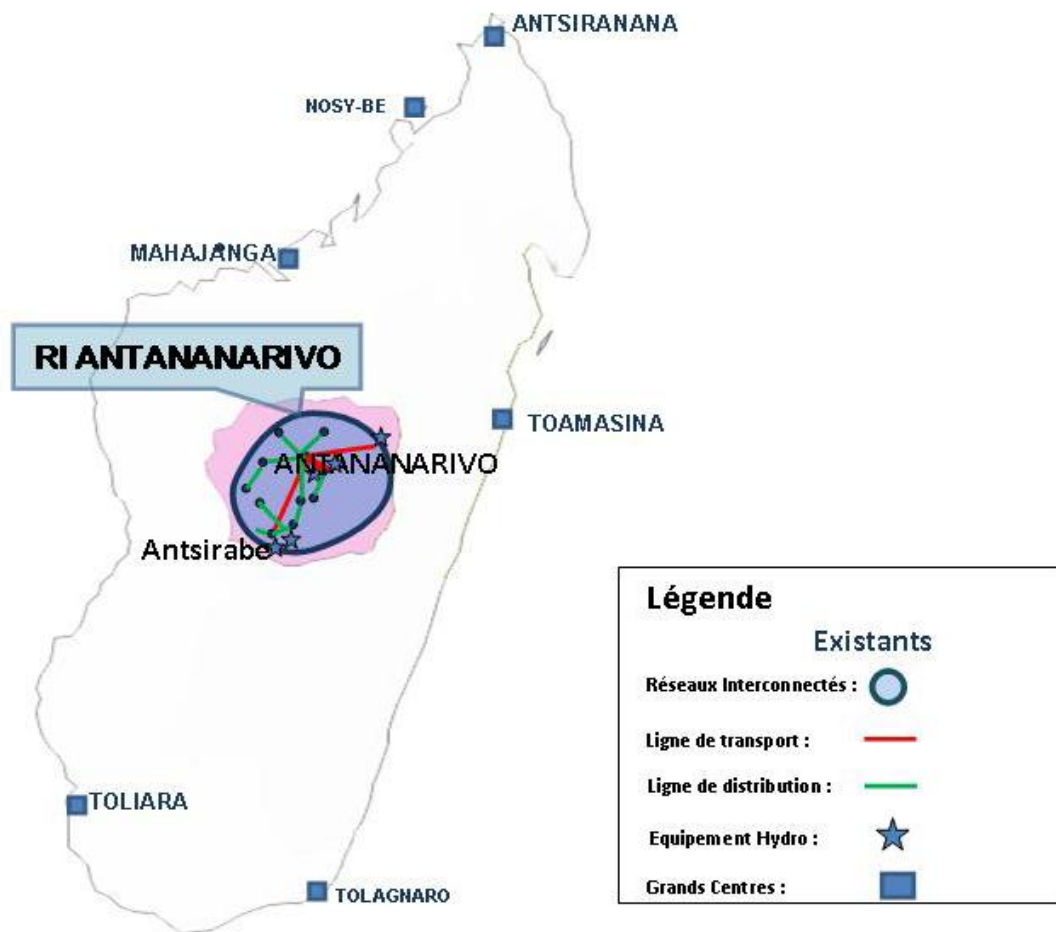 ANTSIRANANA
NOSY-BE
MAHAJANGA
RI ANTANANARIVO
TOAMASINA
ANTANANARIVO
Antsirabe
Légende
Existants
Réseaux Interconnectés :
Ligne de transport :
Ligne de distribution :
Equipement Hydro :
Grands Centres :
TOLIARA
TOLAGNARO